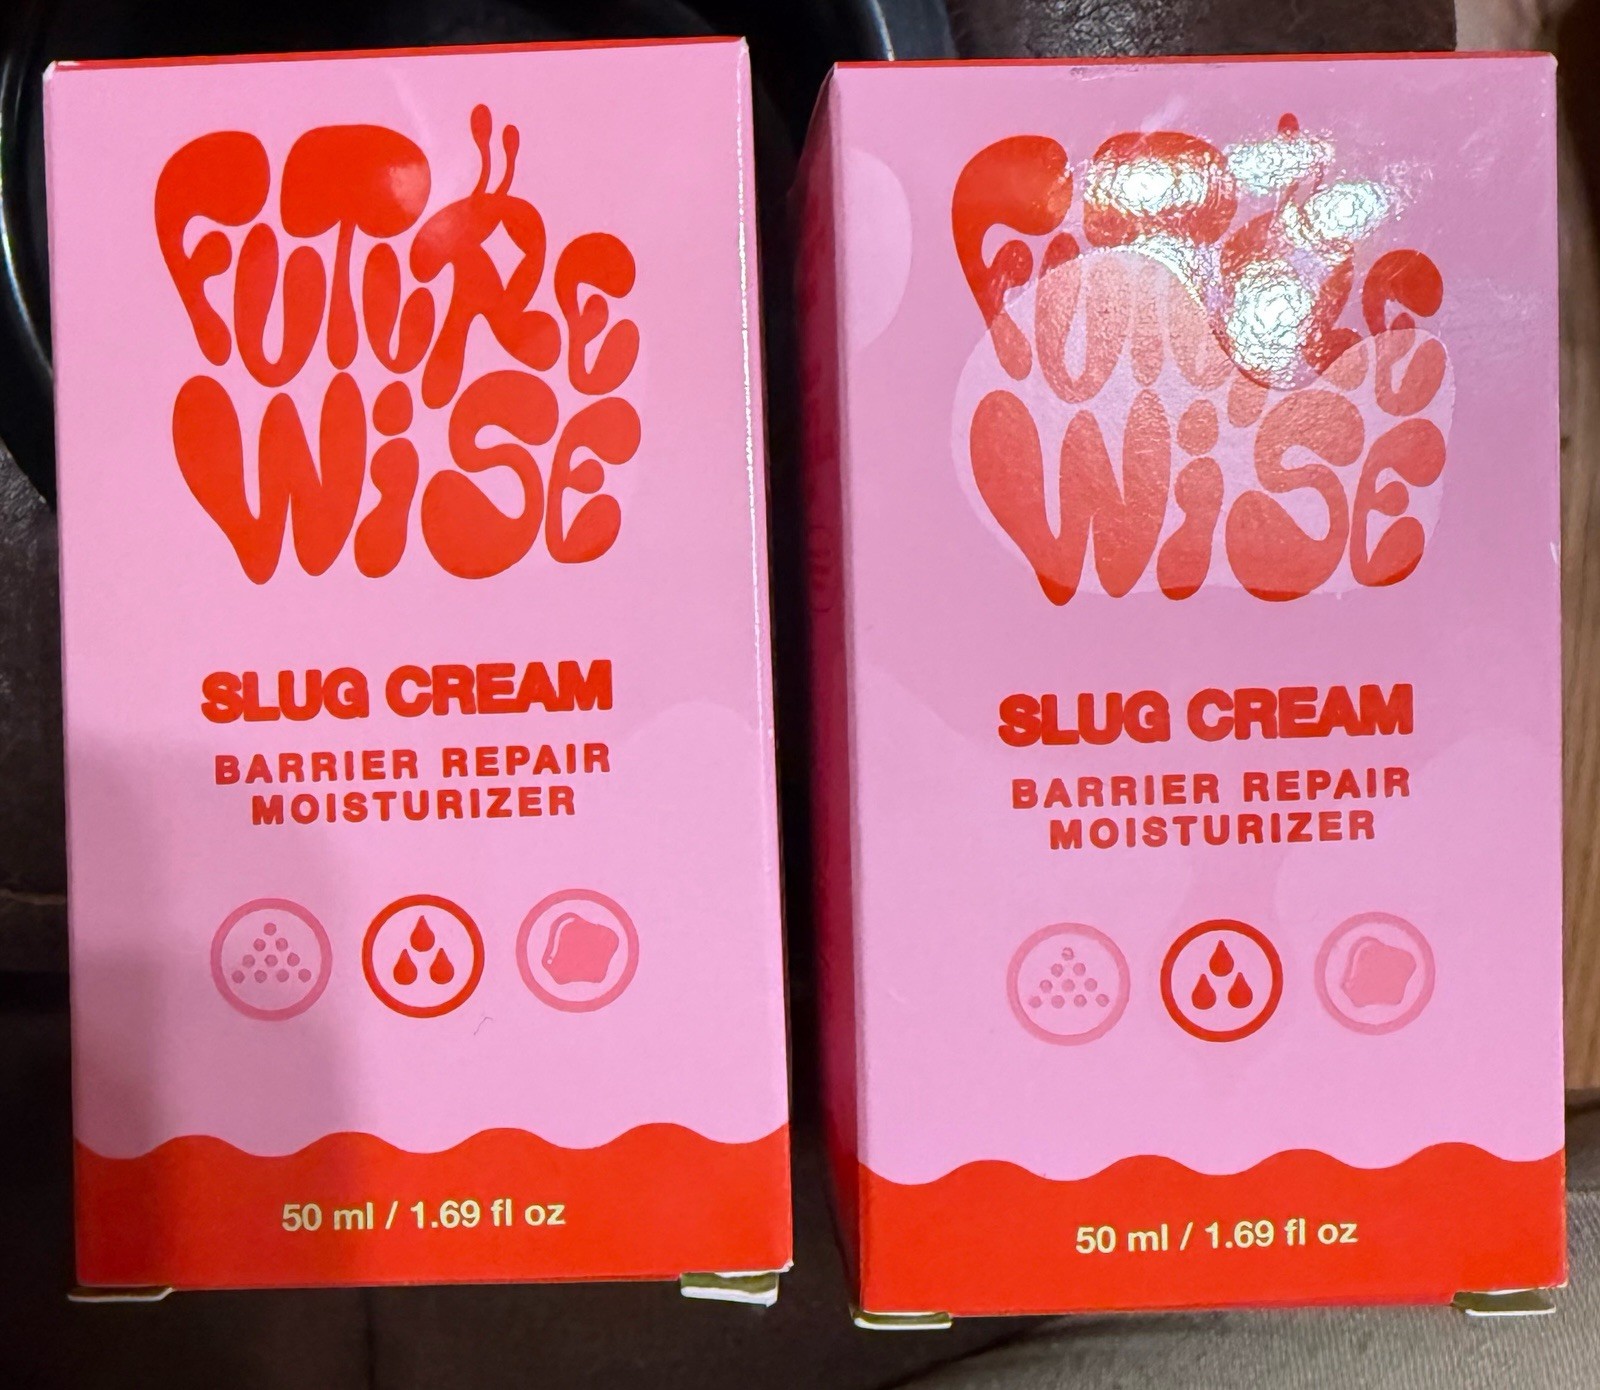 FUTURE
WiSE
SLUG CREAM
BARRIER REPAIR
MOISTURIZER
50 ml / 1.69 fl oz
FUTURE
WiSE
SLUG CREAM
BARRIER REPAIR
MOISTURIZER
50 ml / 1.69 fl oz